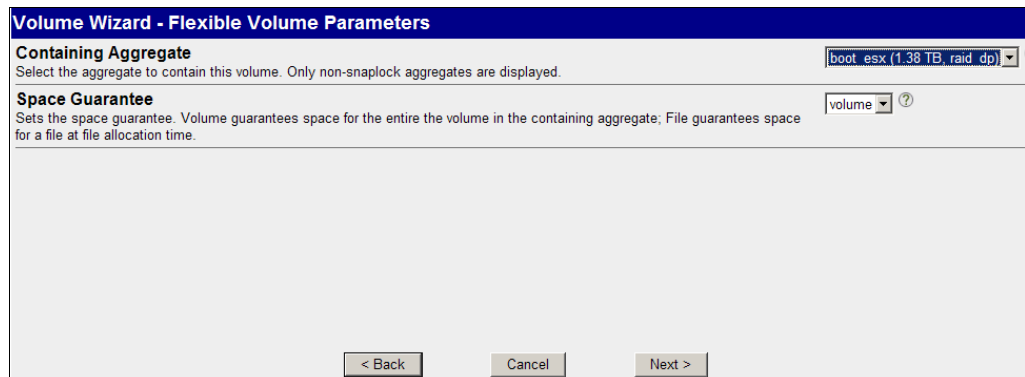 Volume Wizard - Flexible Volume Parameters
Containing Aggregate
boot_esx (1.38 TB, raid_dp)
Select the aggregate to contain this volume. Only non-snaplock aggregates are displayed.
Space Guarantee
volume ?
Sets the space guarantee. Volume guarantees space for the entire the volume in the containing aggregate; File guarantees space
for a file at file allocation time.
< Back Cancel Next >